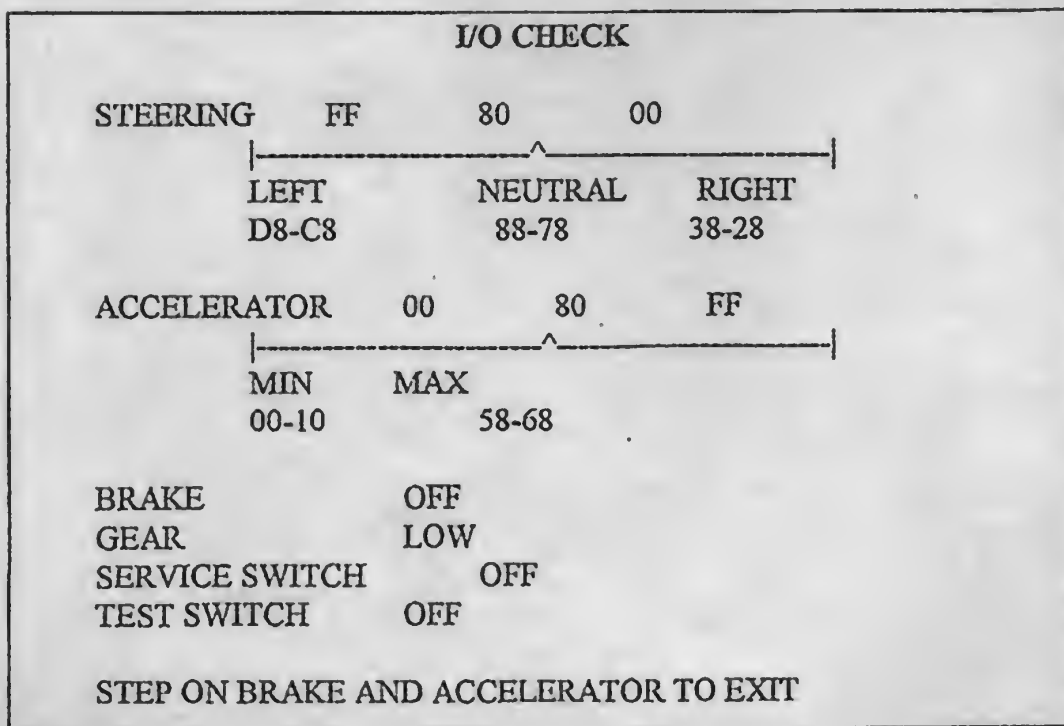 I/O CHECK
STEERING FF 80 00
|--------------------^--------------------|
LEFT NEUTRAL RIGHT
D8-C8 88-78 38-28
ACCELERATOR 00 80 FF
|--------------------^--------------------|
MIN MAX
00-10 58-68
BRAKE OFF
GEAR LOW
SERVICE SWITCH OFF
TEST SWITCH OFF
STEP ON BRAKE AND ACCELERATOR TO EXIT